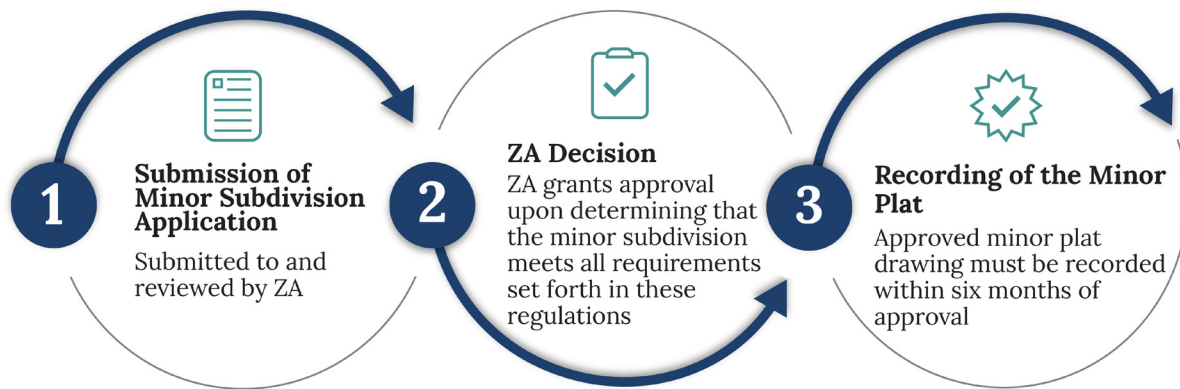 1
Submission of
Minor Subdivision
Application
Submitted to and
reviewed by ZA
2
ZA Decision
ZA grants approval
upon determining that
the minor subdivision
meets all requirements
set forth in these
regulations
3
Recording of the Minor
Plat
Approved minor plat
drawing must be recorded
within six months of
approval